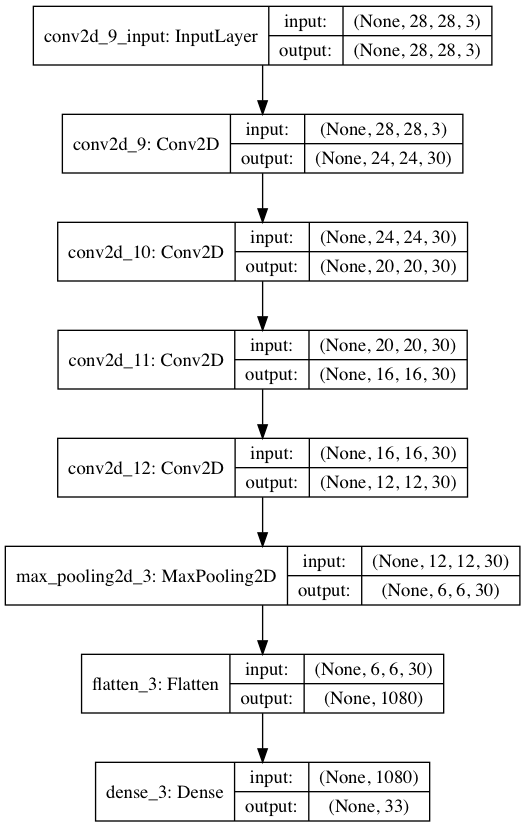 conv2d_9_input: InputLayer
input: (None, 28, 28, 3)
output: (None, 28, 28, 3)
conv2d_9: Conv2D
input: (None, 28, 28, 3)
output: (None, 24, 24, 30)
conv2d_10: Conv2D
input: (None, 24, 24, 30)
output: (None, 20, 20, 30)
conv2d_11: Conv2D
input: (None, 20, 20, 30)
output: (None, 16, 16, 30)
conv2d_12: Conv2D
input: (None, 16, 16, 30)
output: (None, 12, 12, 30)
max_pooling2d_3: MaxPooling2D
input: (None, 12, 12, 30)
output: (None, 6, 6, 30)
flatten_3: Flatten
input: (None, 6, 6, 30)
output: (None, 1080)
dense_3: Dense
input: (None, 1080)
output: (None, 33)